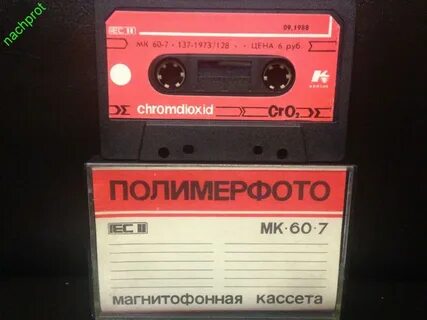 nachprot
IEC II
09.1988
МК 60-7 • 137-1973/128 • - ЦЕНА 6 руб.
chromdioxid
CrO₂
ПОЛИМЕРФОТО
IEC II
МК·60·7
магнитофонная кассета